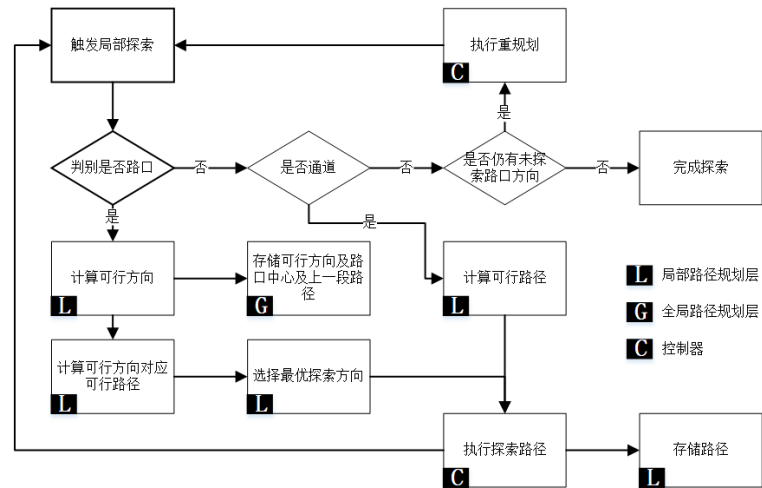 触发局部探索
执行重规划
C
是
判别是否路口
否
是否通道
否
是否仍有未探
索路口方向
否
完成探索
是
是
计算可行方向
L
存储可行方向及路
口中心及上一段路
径
G
计算可行路径
L
L 局部路径规划层
G 全局路径规划层
C 控制器
计算可行方向对应
可行路径
L
选择最优探索方向
L
执行探索路径
C
存储路径
L